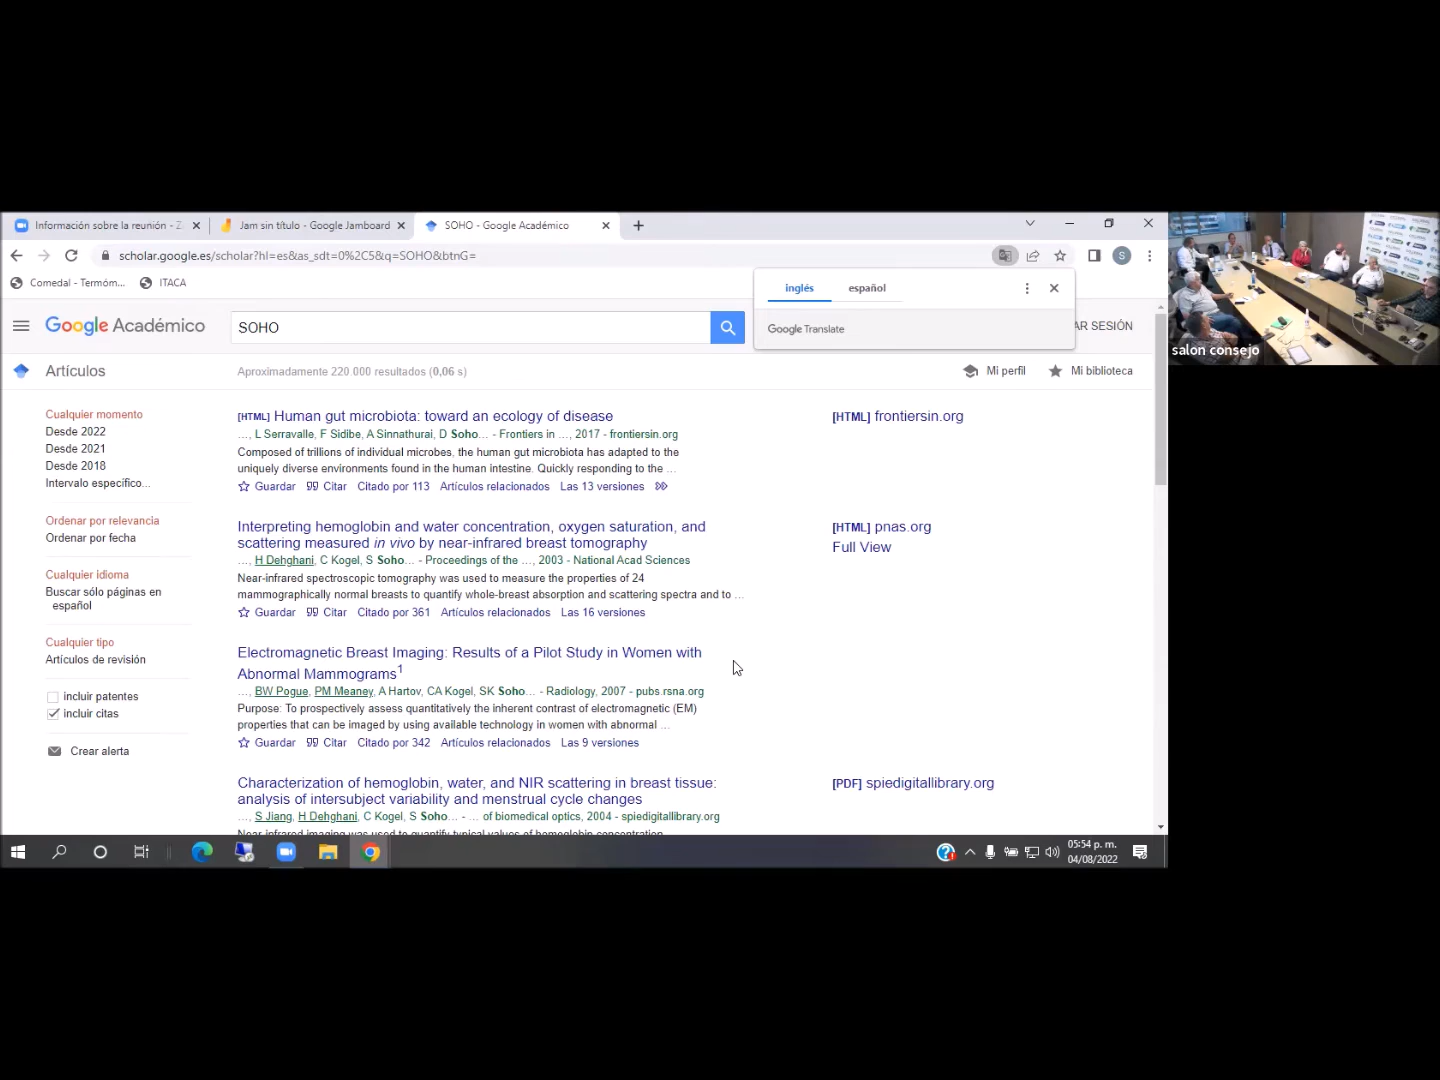 Información sobre la reunión - Z
Jam sin título - Google Jamboard
SOHO - Google Académico
scholar.google.es/scholar?hl=es&as_sdt=0%2C5&q=SOHO&btnG=
S
Comedal - Termóm...
ITACA
inglés
español
Google Translate
Google Académico
SOHO
AR SESIÓN
Artículos
Aproximadamente 220.000 resultados (0,06 s)
Mi perfil
Mi biblioteca
Cualquier momento
Desde 2022
Desde 2021
Desde 2018
Intervalo específico...
Ordenar por relevancia
Ordenar por fecha
Cualquier idioma
Buscar sólo páginas en
español
Cualquier tipo
Artículos de revisión
incluir patentes
incluir citas
Crear alerta
[HTML] Human gut microbiota: toward an ecology of disease
..., L Serravalle, F Sidibe, A Sinnathurai, D Soho... - Frontiers in ..., 2017 - frontiersin.org
Composed of trillions of individual microbes, the human gut microbiota has adapted to the
uniquely diverse environments found in the human intestine. Quickly responding to the ...
Guardar Citar Citado por 113 Artículos relacionados Las 13 versiones
[HTML] frontiersin.org
Interpreting hemoglobin and water concentration, oxygen saturation, and
scattering measured in vivo by near-infrared breast tomography
..., H Dehghani, C Kogel, S Soho... - Proceedings of the ..., 2003 - National Acad Sciences
Near-infrared spectroscopic tomography was used to measure the properties of 24
mammographically normal breasts to quantify whole-breast absorption and scattering spectra and to ...
Guardar Citar Citado por 361 Artículos relacionados Las 16 versiones
[HTML] pnas.org
Full View
Electromagnetic Breast Imaging: Results of a Pilot Study in Women with
Abnormal Mammograms1
..., BW Pogue, PM Meaney, A Hartov, CA Kogel, SK Soho... - Radiology, 2007 - pubs.rsna.org
Purpose: To prospectively assess quantitatively the inherent contrast of electromagnetic (EM)
properties that can be imaged by using available technology in women with abnormal ...
Guardar Citar Citado por 342 Artículos relacionados Las 9 versiones
Characterization of hemoglobin, water, and NIR scattering in breast tissue:
analysis of intersubject variability and menstrual cycle changes
..., S Jiang, H Dehghani, C Kogel, S Soho... - ... of biomedical optics, 2004 - spiedigitallibrary.org
Near-infrared imaging was used to quantify typical values of hemoglobin concentration
[PDF] spiedigitallibrary.org
05:54 p. m.
04/08/2022
salon consejo